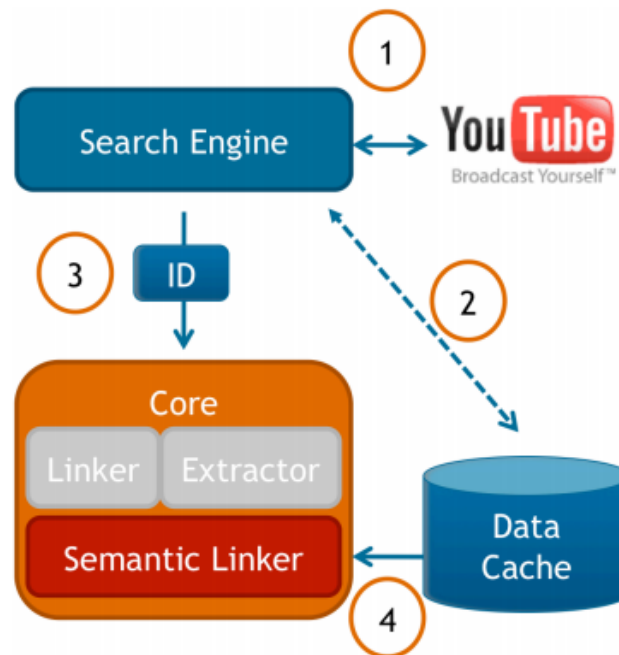 1
Search Engine
YouTube
Broadcast Yourself™
3
ID
2
Core
Linker
Extractor
Semantic Linker
Data
Cache
4